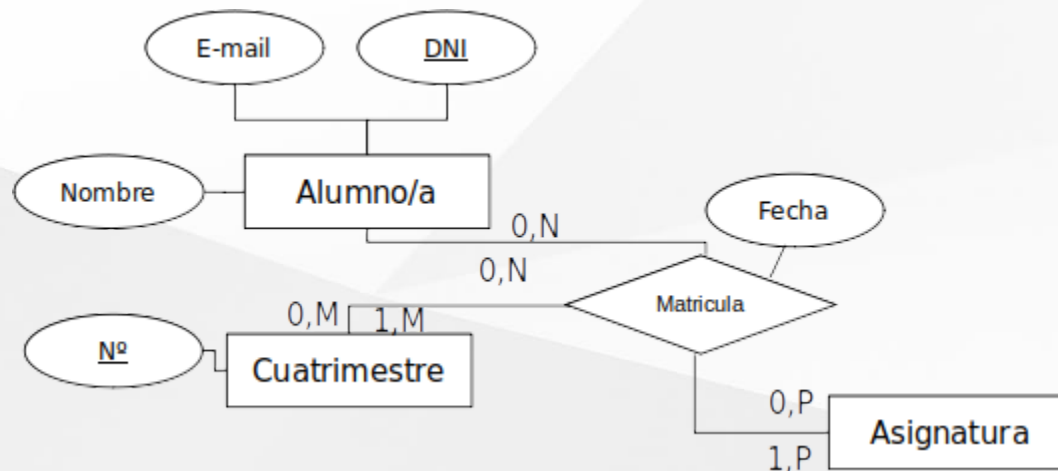 E-mail
DNI
Nombre
Alumno/a
Fecha
0,N
0,N
Matricula
0,M
1,M
Nº
Cuatrimestre
0,P
Asignatura
1,P